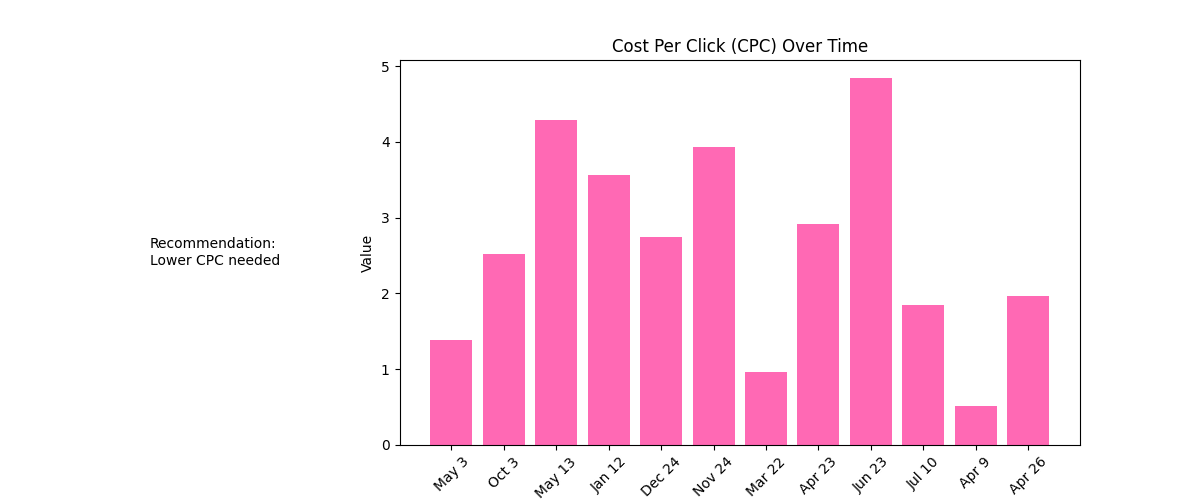 Cost Per Click (CPC) Over Time
Recommendation:
Lower CPC needed
Value
5
4
3
2
1
0
May 3
Oct 3
May 13
Jan 12
Dec 24
Nov 24
Mar 22
Apr 23
Jun 23
Jul 10
Apr 9
Apr 26